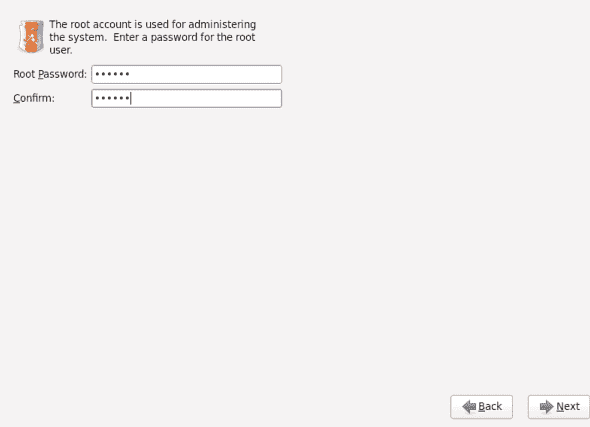 The root account is used for administering
the system.  Enter a password for the root
user.
Root Password: ••••••
Confirm: ••••••
Back Next